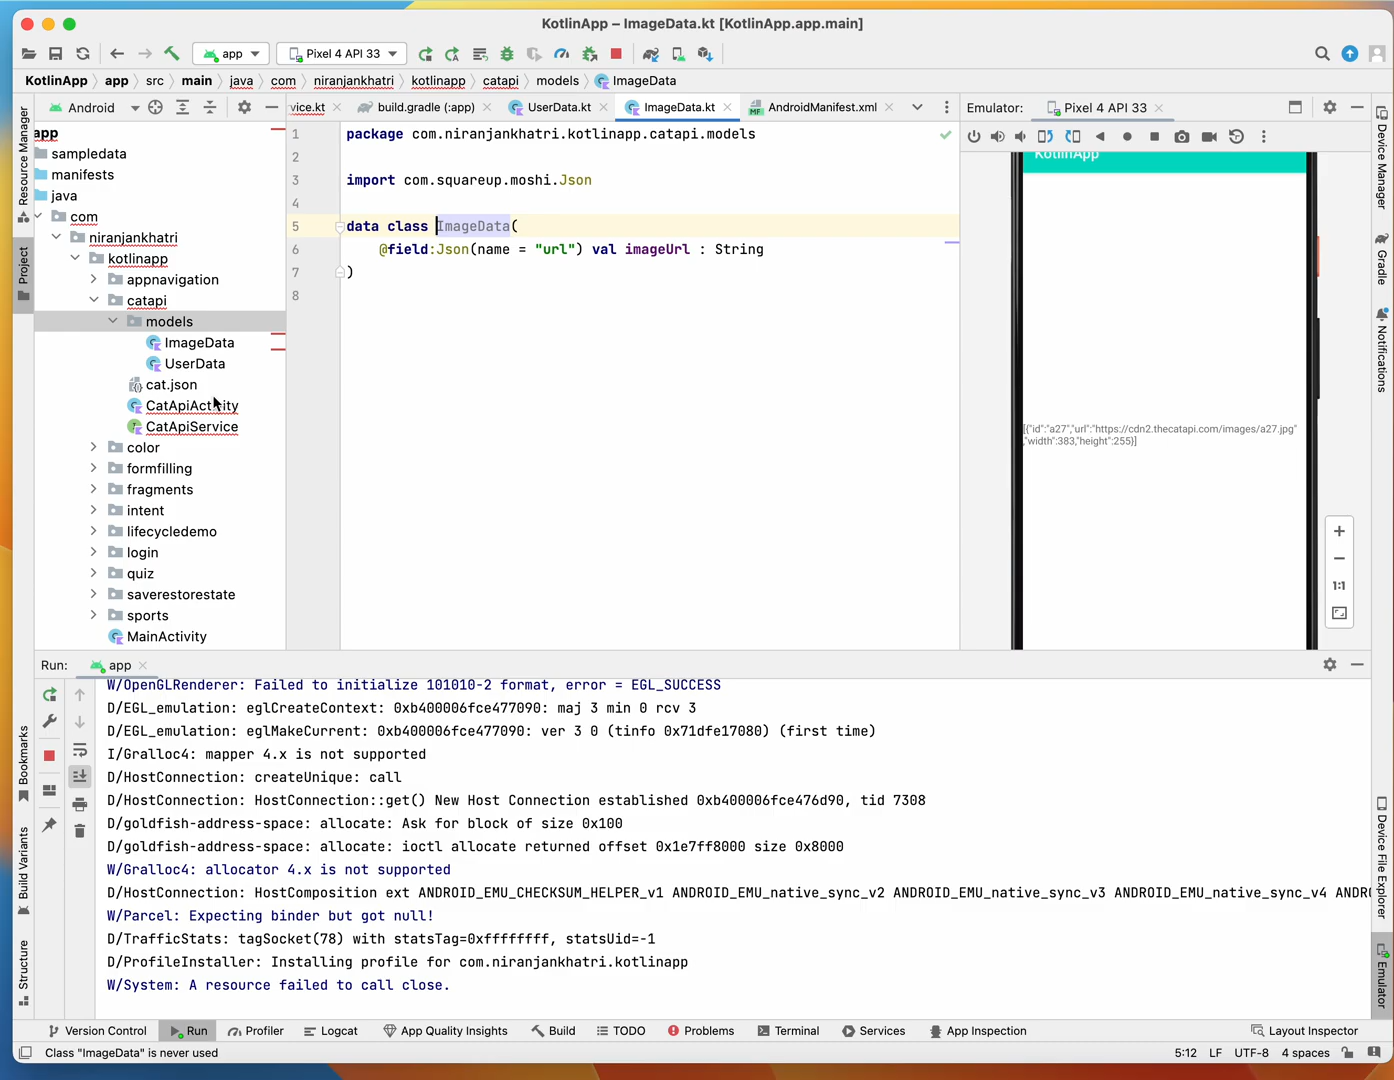 KotlinApp – ImageData.kt [KotlinApp.app.main]
app
Pixel 4 API 33
KotlinApp
app
src
main
java
com
niranjankhatri
kotlinapp
catapi
models
ImageData
Android
vice.kt
build.gradle (:app)
UserData.kt
ImageData.kt
AndroidManifest.xml
Emulator:
Pixel 4 API 33
Resource Manager
Project
Bookmarks
Build Variants
Structure
app
sampledata
manifests
java
com
niranjankhatri
kotlinapp
appnavigation
catapi
models
ImageData
UserData
cat.json
CatApiActivity
CatApiService
color
formfilling
fragments
intent
lifecycledemo
login
quiz
saverestorestate
sports
MainActivity
1 package com.niranjankhatri.kotlinapp.catapi.models
2
3 import com.squareup.moshi.Json
4
5 data class ImageData(
6 @field:Json(name = "url") val imageUrl : String
7 )
8
KotlinApp
[{"id":"a27","url":"https://cdn2.thecatapi.com/images/a27.jpg"
,"width":383,"height":255}]
1:1
Device Manager
Gradle
Notifications
Device File Explorer
Emulator
Run:
app
W/OpenGLRenderer: Failed to initialize 101010-2 format, error = EGL_SUCCESS
D/EGL_emulation: eglCreateContext: 0xb400006fce477090: maj 3 min 0 rcv 3
D/EGL_emulation: eglMakeCurrent: 0xb400006fce477090: ver 3 0 (tinfo 0x71dfe17080) (first time)
I/Gralloc4: mapper 4.x is not supported
D/HostConnection: createUnique: call
D/HostConnection: HostConnection::get() New Host Connection established 0xb400006fce476d90, tid 7308
D/goldfish-address-space: allocate: Ask for block of size 0x100
D/goldfish-address-space: allocate: ioctl allocate returned offset 0x1e7ff8000 size 0x8000
W/Gralloc4: allocator 4.x is not supported
D/HostConnection: HostComposition ext ANDROID_EMU_CHECKSUM_HELPER_v1 ANDROID_EMU_native_sync_v2 ANDROID_EMU_native_sync_v3 ANDROID_EMU_native_sync_v4 ANDR
W/Parcel: Expecting binder but got null!
D/TrafficStats: tagSocket(78) with statsTag=0xffffffff, statsUid=-1
D/ProfileInstaller: Installing profile for com.niranjankhatri.kotlinapp
W/System: A resource failed to call close.
Version Control
Run
Profiler
Logcat
App Quality Insights
Build
TODO
Problems
Terminal
Services
App Inspection
Layout Inspector
Class "ImageData" is never used
5:12
LF
UTF-8
4 spaces